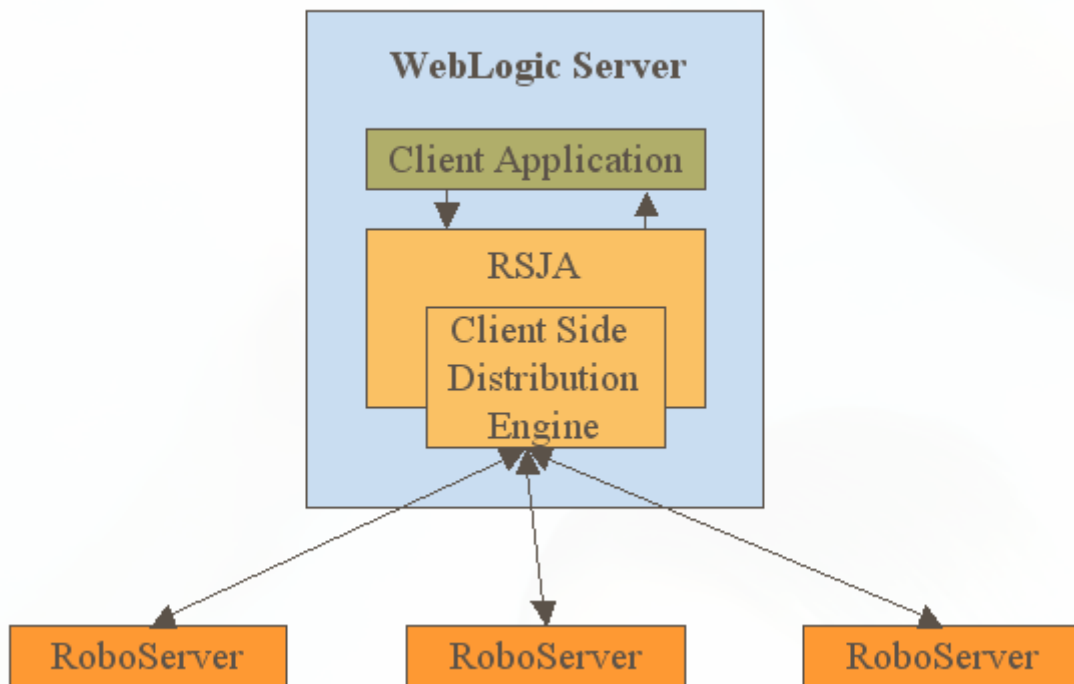 WebLogic Server
Client Application
RSJA
Client Side
Distribution
Engine
RoboServer
RoboServer
RoboServer